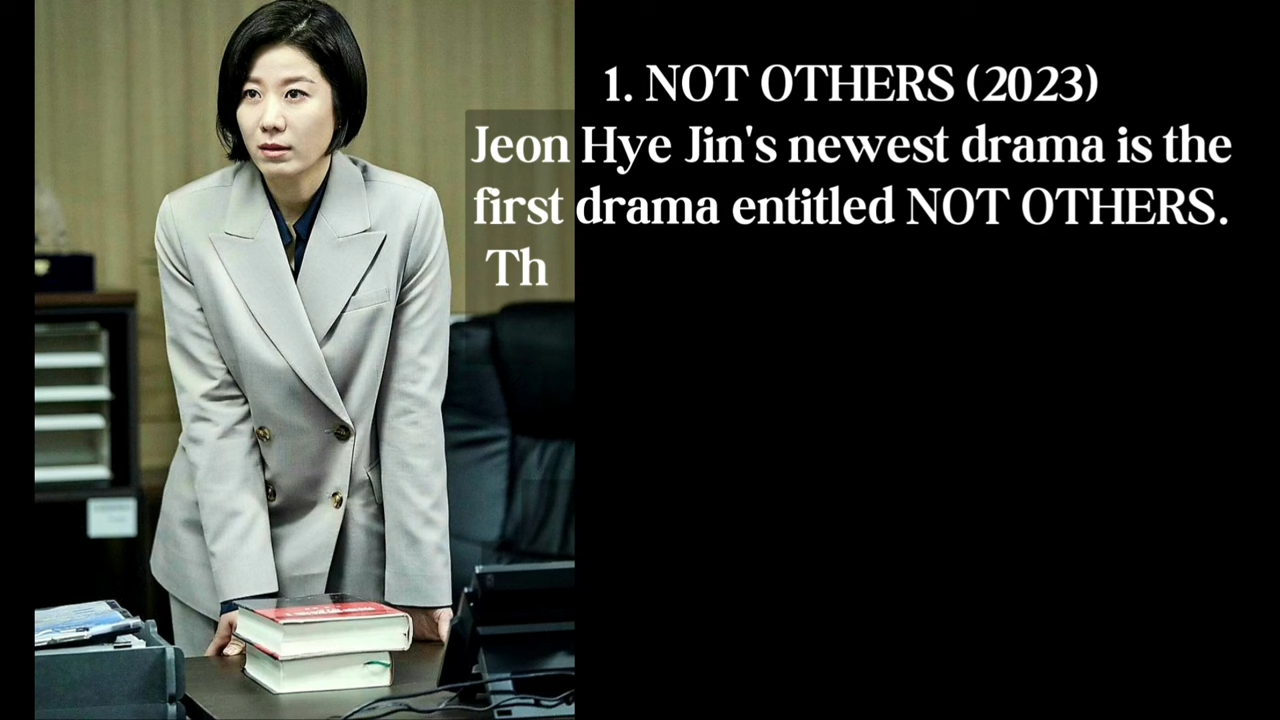 1. NOT OTHERS (2023)
Jeon Hye Jin's newest drama is the
first drama entitled NOT OTHERS.
Th